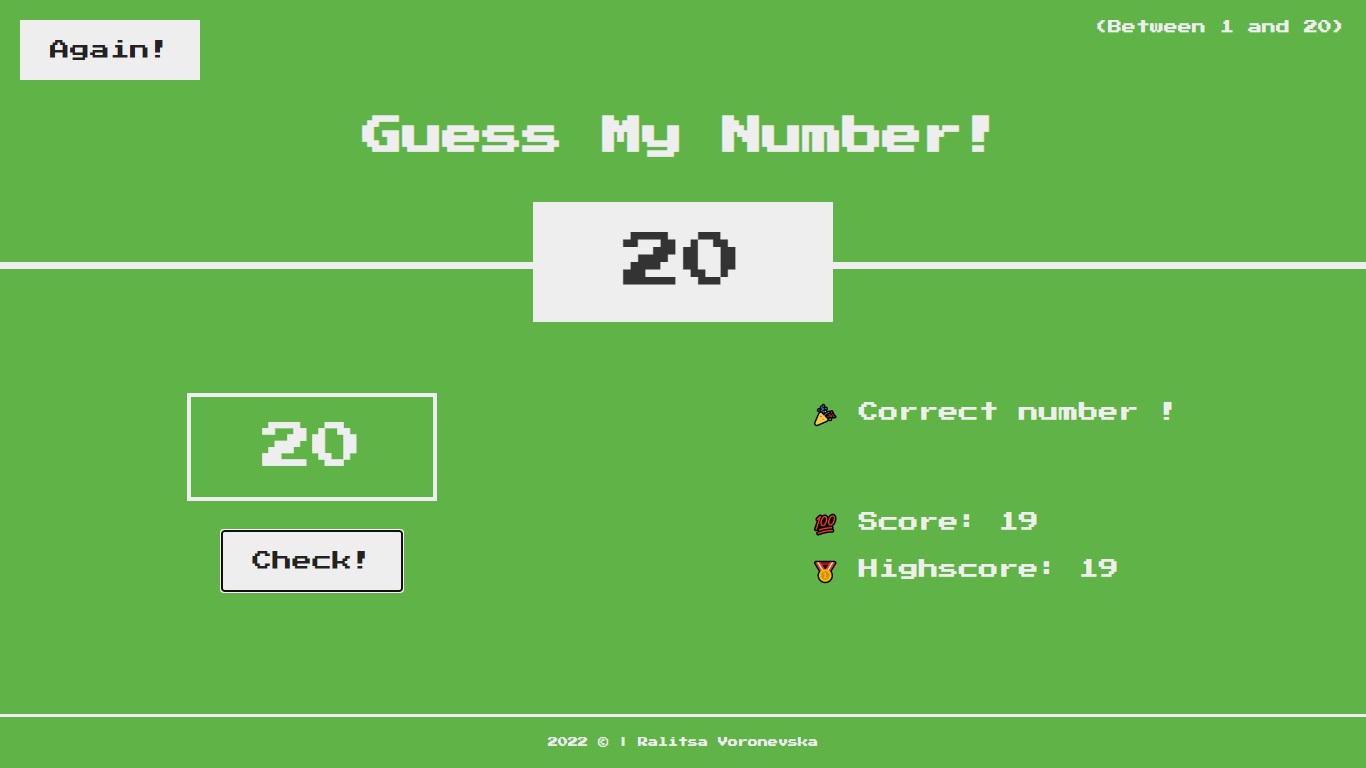 Again!
(Between 1 and 20)
Guess My Number!
20
20
Check!
🎉 Correct number !
💯 Score: 19
🥇 Highscore: 19
2022 © | Ralitsa Voronevska